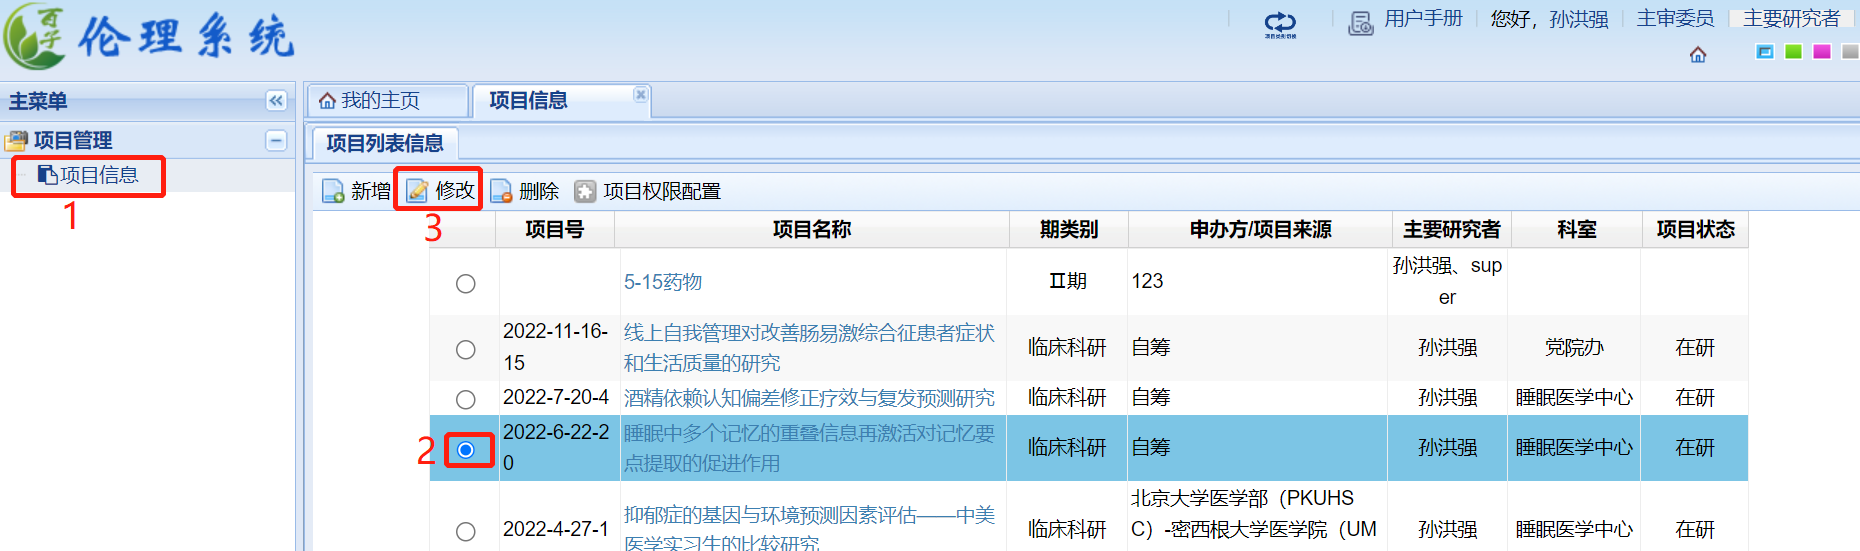 百子 伦理系统
项目类别切换
用户手册
您好，孙洪强
主审委员
主要研究者
主菜单
我的主页
项目信息
项目管理
项目列表信息
项目信息
1
新增
修改
删除
项目权限配置
3
项目号 项目名称 期类别 申办方/项目来源 主要研究者 科室 项目状态
5-15药物 II期 123 孙洪强、sup
er
2022-11-16-
15
线上自我管理对改善肠易激综合征患者症状
和生活质量的研究
临床科研 自筹 孙洪强 党院办 在研
2022-7-20-4 酒精依赖认知偏差修正疗效与复发预测研究 临床科研 自筹 孙洪强 睡眠医学中心 在研
2
2022-6-22-2
0
睡眠中多个记忆的重叠信息再激活对记忆要
点提取的促进作用
临床科研 自筹 孙洪强 睡眠医学中心 在研
2022-4-27-1
抑郁症的基因与环境预测因素评估——中美
医学实习生的比较研究
临床科研
北京大学医学部（PKUHS
C）-密西根大学医学院（UM
孙洪强 睡眠医学中心 在研